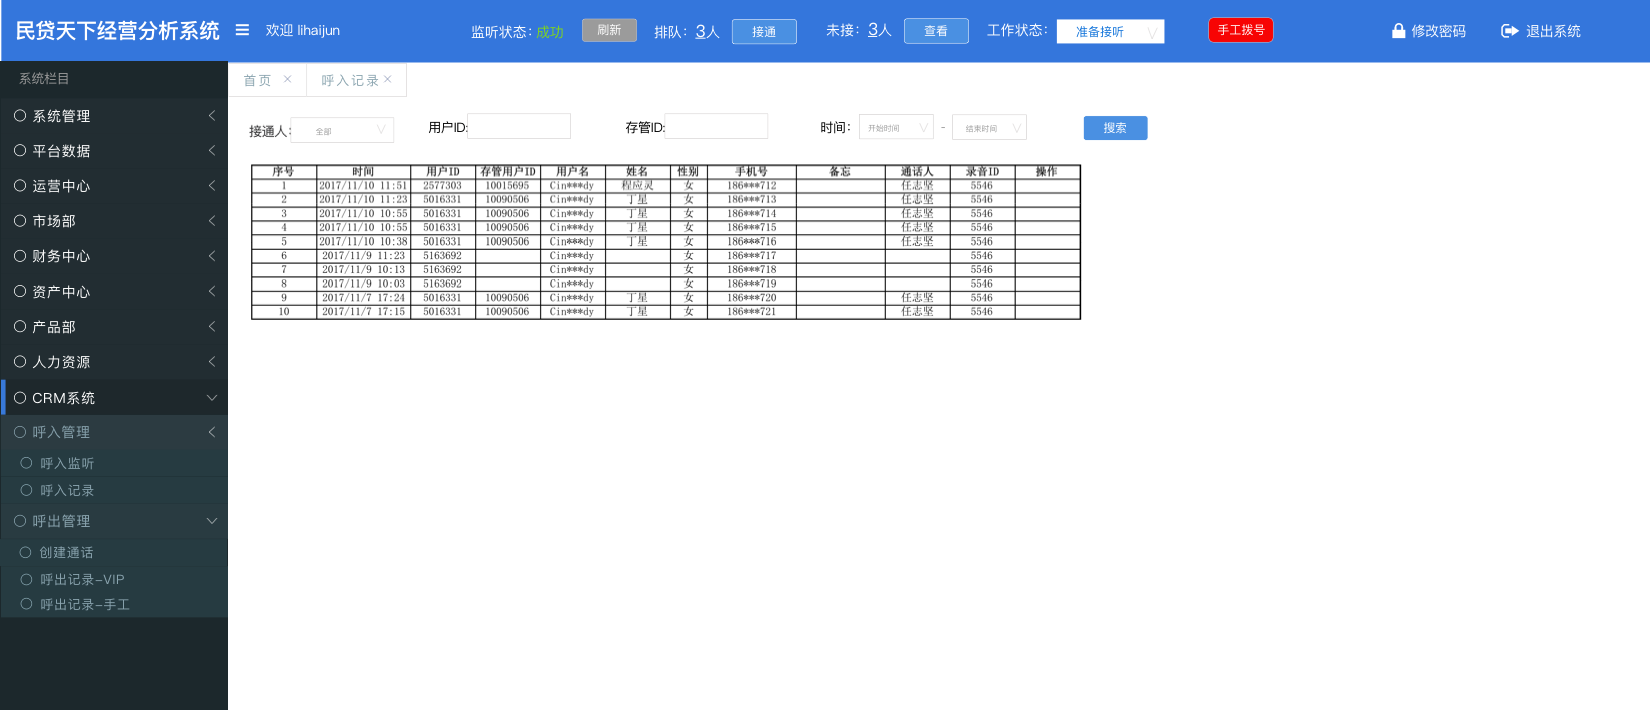 民贷天下经营分析系统 欢迎 lihaijun 监听状态：成功 刷新 排队：3人 接通 未接：3人 查看 工作状态： 准备接听 手工拨号 修改密码 退出系统
系统栏目
首页 × 呼入记录 ×
系统管理
平台数据
运营中心
市场部
财务中心
资产中心
产品部
人力资源
CRM系统
呼入管理
呼入监听
呼入记录
呼出管理
创建通话
呼出记录-VIP
呼出记录-手工
接通人： 全部 用户ID: 存管ID: 时间： 开始时间 - 结束时间 搜索
序号 时间 用户ID 存管用户ID 用户名 姓名 性别 手机号 备忘 通话人 录音ID 操作
1 2017/11/10 11:51 2577303 10015695 Cin***dy 程应灵 女 186***712 任志坚 5546
2 2017/11/10 11:23 5016331 10090506 Cin***dy 丁星 女 186***713 任志坚 5546
3 2017/11/10 10:55 5016331 10090506 Cin***dy 丁星 女 186***714 任志坚 5546
4 2017/11/10 10:55 5016331 10090506 Cin***dy 丁星 女 186***715 任志坚 5546
5 2017/11/10 10:38 5016331 10090506 Cin***dy 丁星 女 186***716 任志坚 5546
6 2017/11/9 11:23 5163692 Cin***dy 女 186***717 5546
7 2017/11/9 10:13 5163692 Cin***dy 女 186***718 5546
8 2017/11/9 10:03 5163692 Cin***dy 女 186***719 5546
9 2017/11/7 17:24 5016331 10090506 Cin***dy 丁星 女 186***720 任志坚 5546
10 2017/11/7 17:15 5016331 10090506 Cin***dy 丁星 女 186***721 任志坚 5546